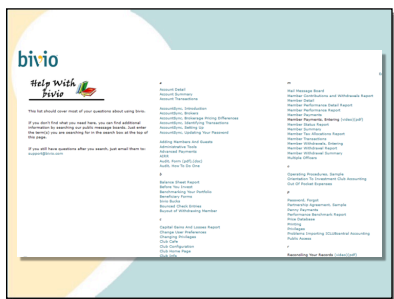 bivio
Help With
bivio
This list should cover most of your questions about using bivio.
If you don't find what you need here, you can find additional
information by searching our public message boards. Just enter
the term(s) you are searching for in the search box at the top of
this page.
If you still have questions after you search, just email them to:
support@bivio.com
A
Account Detail
Account Summary
Account Transactions
AccountSync, Introduction
AccountSync, Brokers
AccountSync, Brokerage Pricing Differences
AccountSync, Identifying Transactions
AccountSync, Setting Up
AccountSync, Updating Your Password
Adding Members And Guests
Administrative Tools
Advanced Payments
Audit, Form (pdf),(doc)
Audit, How To Do One
B
Balance Sheet Report
Before You Invest
Benchmarking Your Portfolio
Beneficiary Forms
bivio Bucks
Bounced Check Entries
Buyout of Withdrawing Member
C
Capital Gains And Losses Report
Change User Preferences
Changing Privileges
Club Cafe
Club Configuration
Club Home Page
Club Info
M
Mail Message Board
Member Contributions and Withdrawals Report
Member Detail
Member Performance Detail Report
Member Performance Report
Member Payments
Member Payments, Entering (video)(pdf)
Member Status Report
Member Summary
Member Tax Allocations Report
Member Transactions
Member Withdrawals, Entering
Member Withdrawal Report
Member Withdrawal Summary
Multiple Offices
O
Operating Procedures, Sample
Orientation To Investment Club Accounting
Out Of Pocket Expenses
P
Password, Forgot
Partnership Agreement, Sample
Penny Payments
Performance Benchmark Report
Price Database
Printing
Privileges
Problems Importing ICLUBcentral Accounting
Public Access
Reconciling Your Records (video)(pdf)